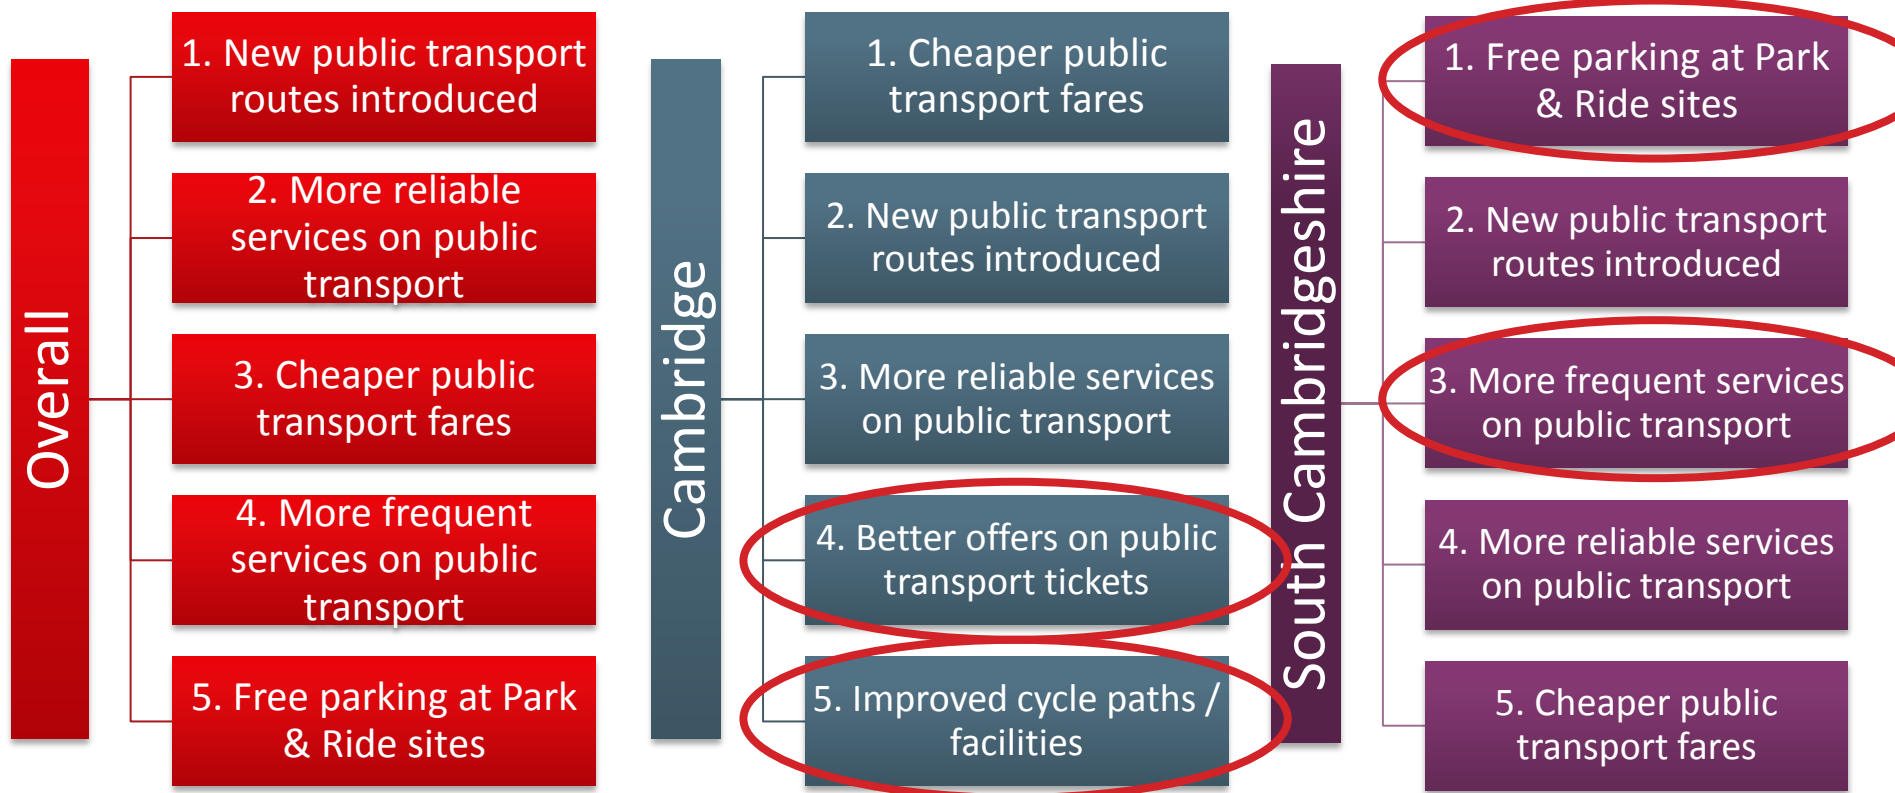 Overall
1. New public transport
routes introduced
2. More reliable
services on public
transport
3. Cheaper public
transport fares
4. More frequent
services on public
transport
5. Free parking at Park
& Ride sites
Cambridge
1. Cheaper public
transport fares
2. New public transport
routes introduced
3. More reliable services
on public transport
4. Better offers on public
transport tickets
5. Improved cycle paths /
facilities
South Cambridgeshire
1. Free parking at Park
& Ride sites
2. New public transport
routes introduced
3. More frequent services
on public transport
4. More reliable services
on public transport
5. Cheaper public
transport fares